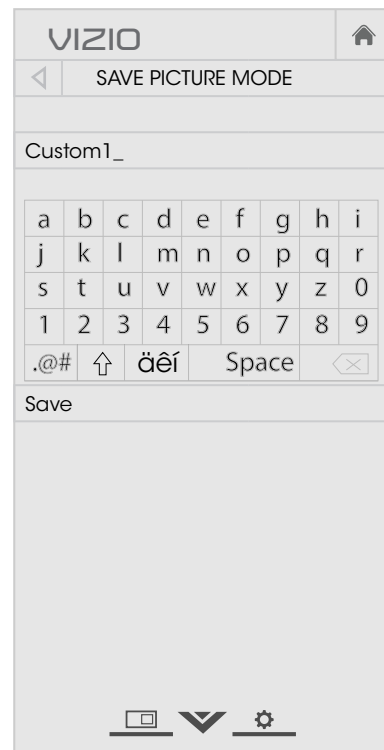 VIZIO
SAVE PICTURE MODE
Custom1_
a b c d e f g h i
j k l m n o p q r
s t u v w x y z 0
1 2 3 4 5 6 7 8 9
.@# äêí Space
Save